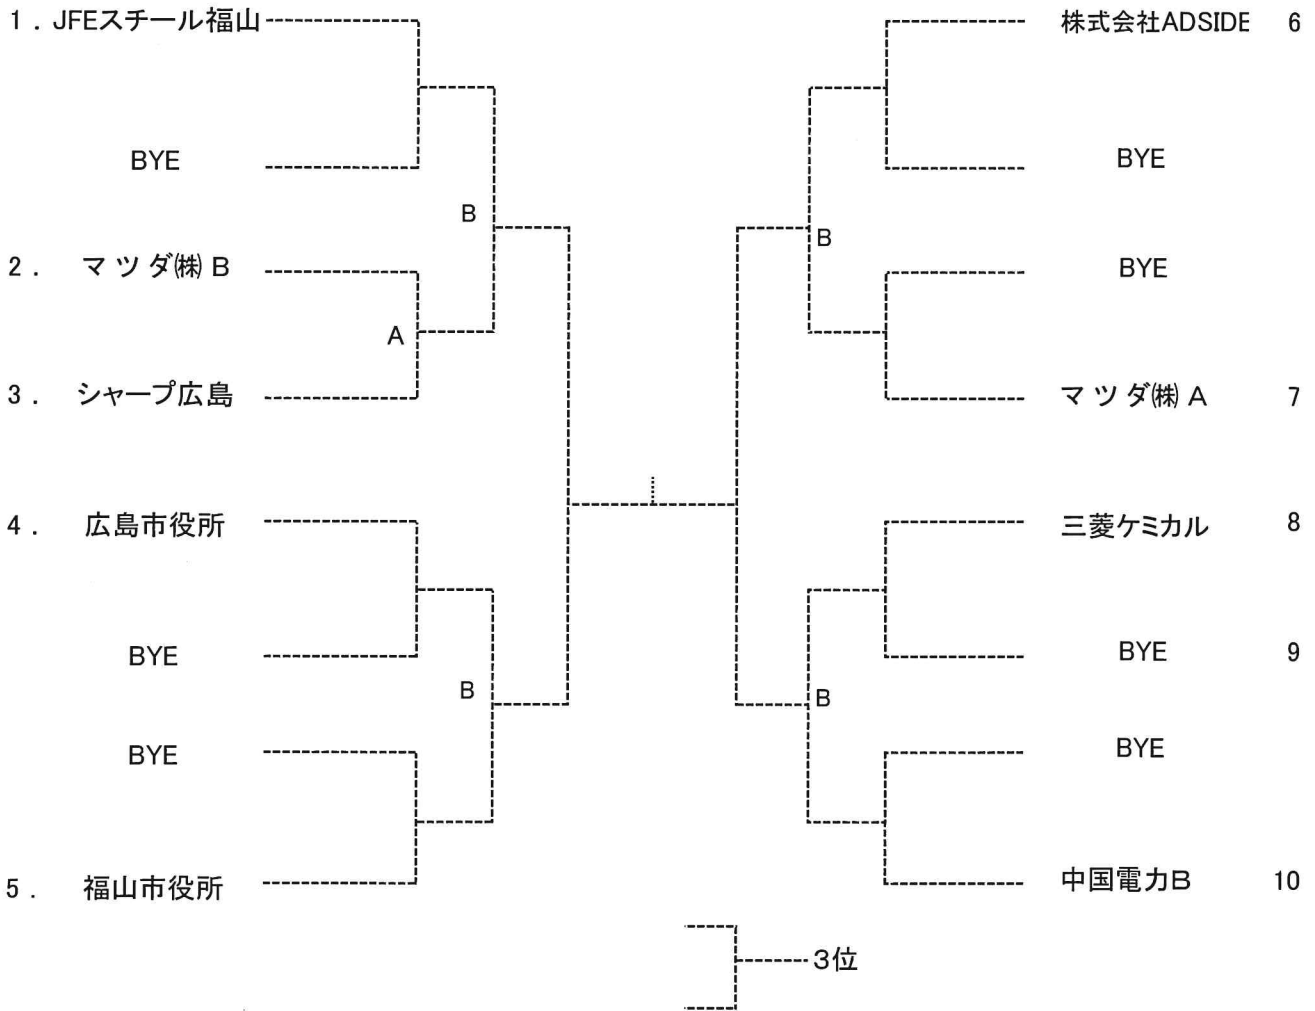 1．JFEスチール福山
BYE
B
2．マツダ㈱B
A
3．シャープ広島
4．広島市役所
BYE
B
BYE
5．福山市役所
株式会社ADSIDE 6
BYE
B
BYE
マツダ㈱A 7
三菱ケミカル 8
BYE 9
B
BYE
中国電力B 10
3位